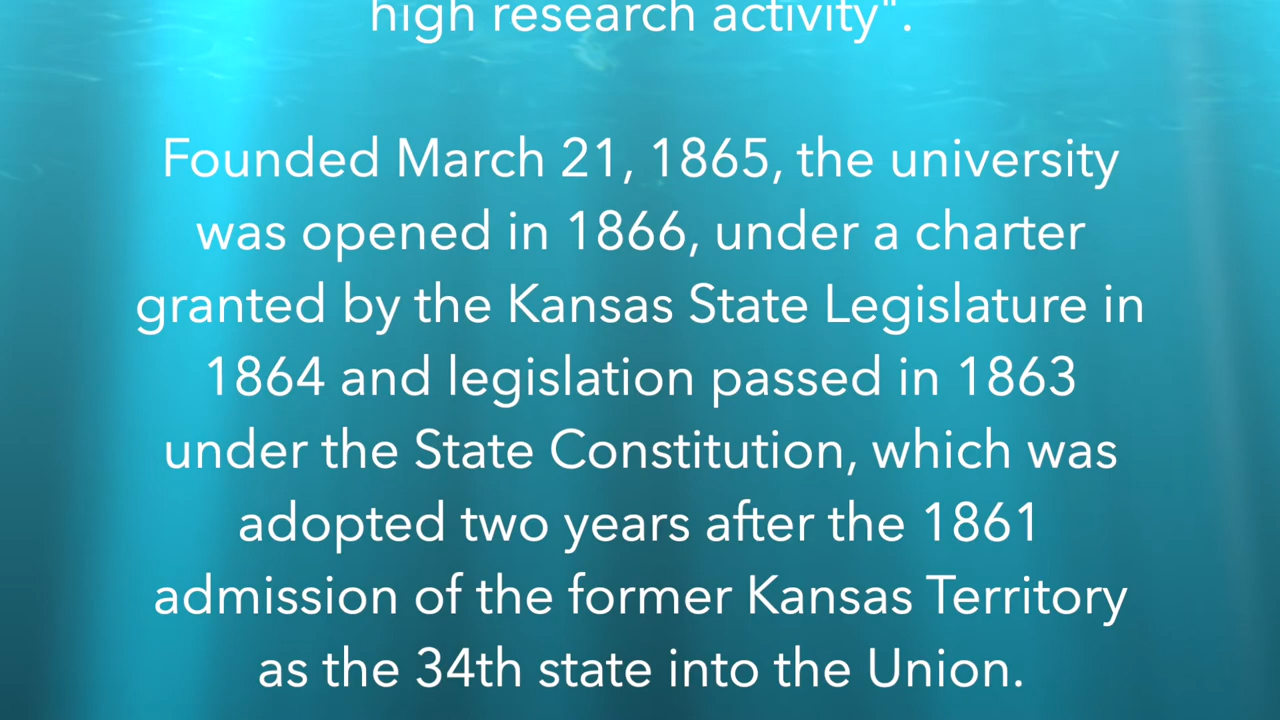 high research activity".
Founded March 21, 1865, the university
was opened in 1866, under a charter
granted by the Kansas State Legislature in
1864 and legislation passed in 1863
under the State Constitution, which was
adopted two years after the 1861
admission of the former Kansas Territory
as the 34th state into the Union.